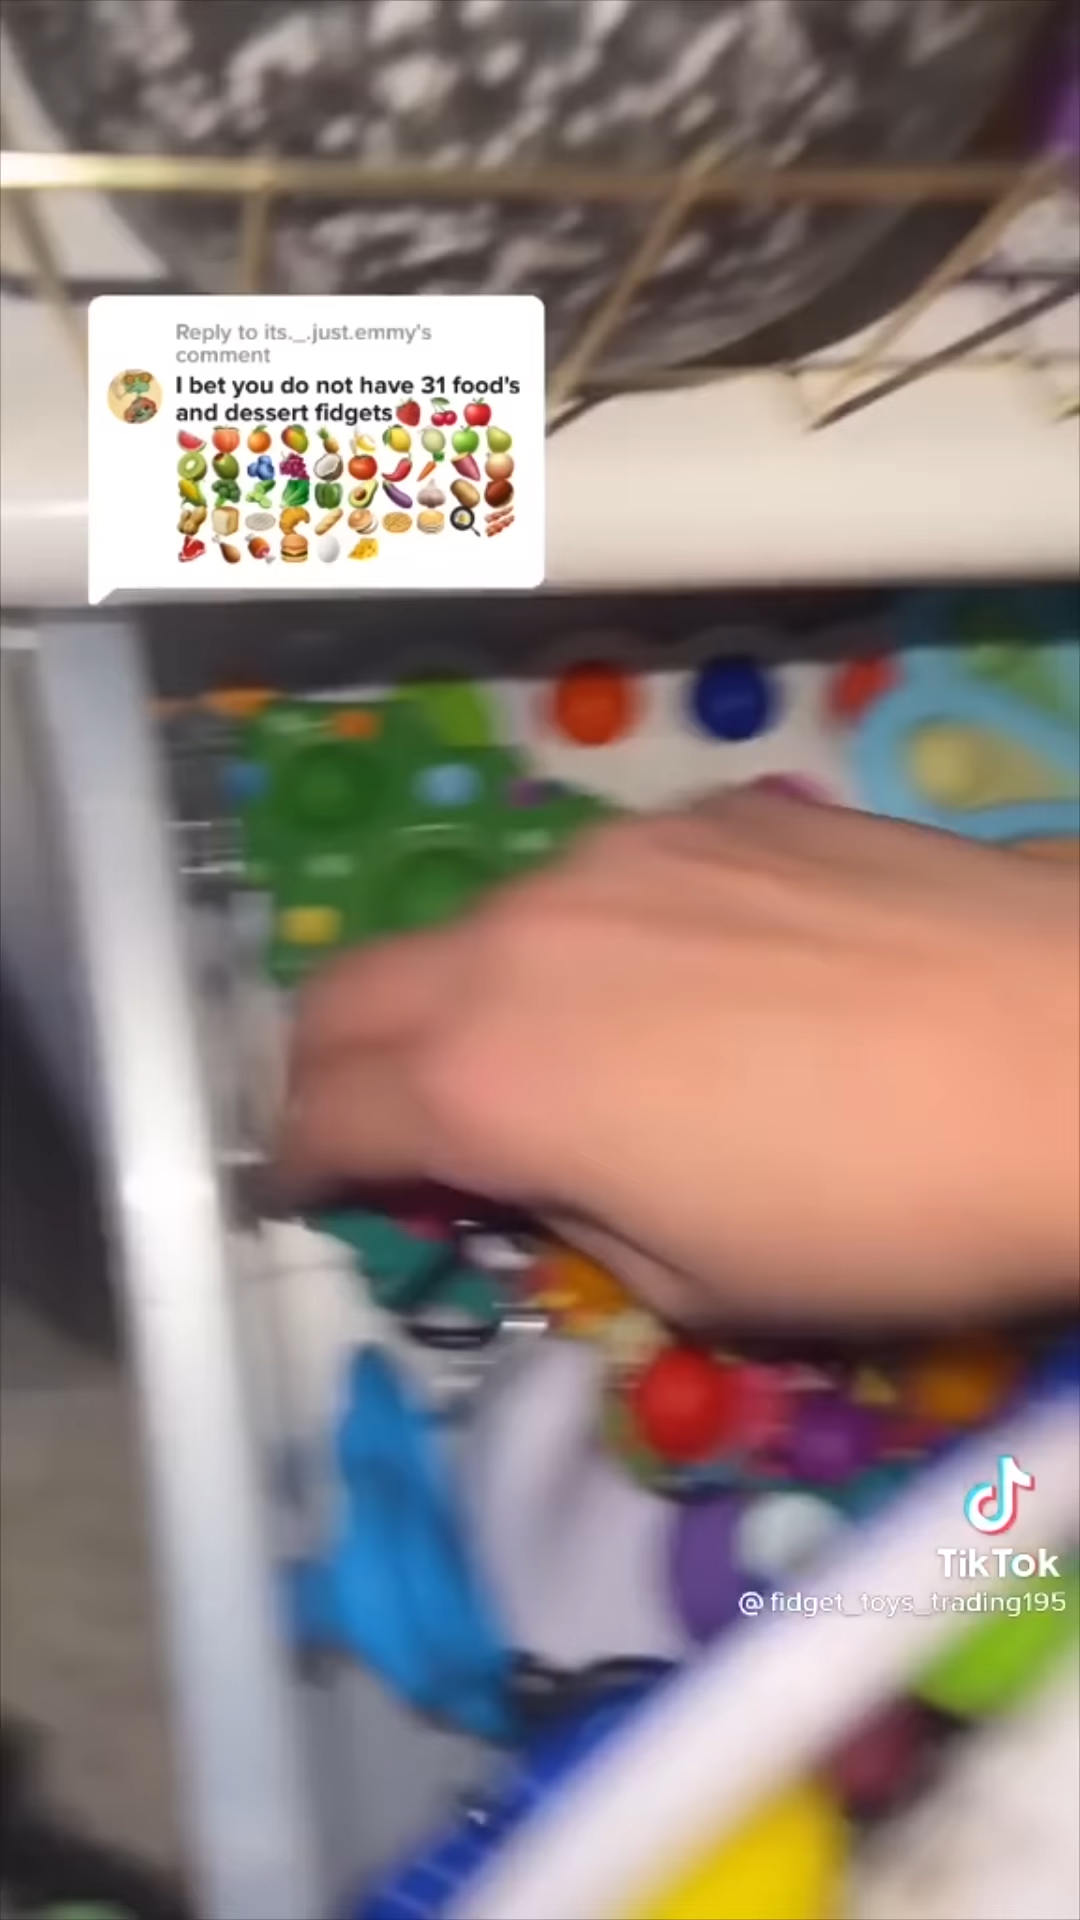 Reply to its._.just.emmy's
comment
I bet you do not have 31 food's
and dessert fidgets🍓🍒🍎
🍉🍑🍊🥭🍍🍌🍋🍈🍏🍐
🥝🫒🫐🍇🥥🍅🌶️🥕🍠🧅
🌽🥦🥒🥬🫑🥑🍆🧄🥔🌰
🥜🍞🫓🥐🥖🥯🧇🥞🍳🥓
🥩🍗🍖🍔🥚🧀
TikTok
@fidget_toys_trading195